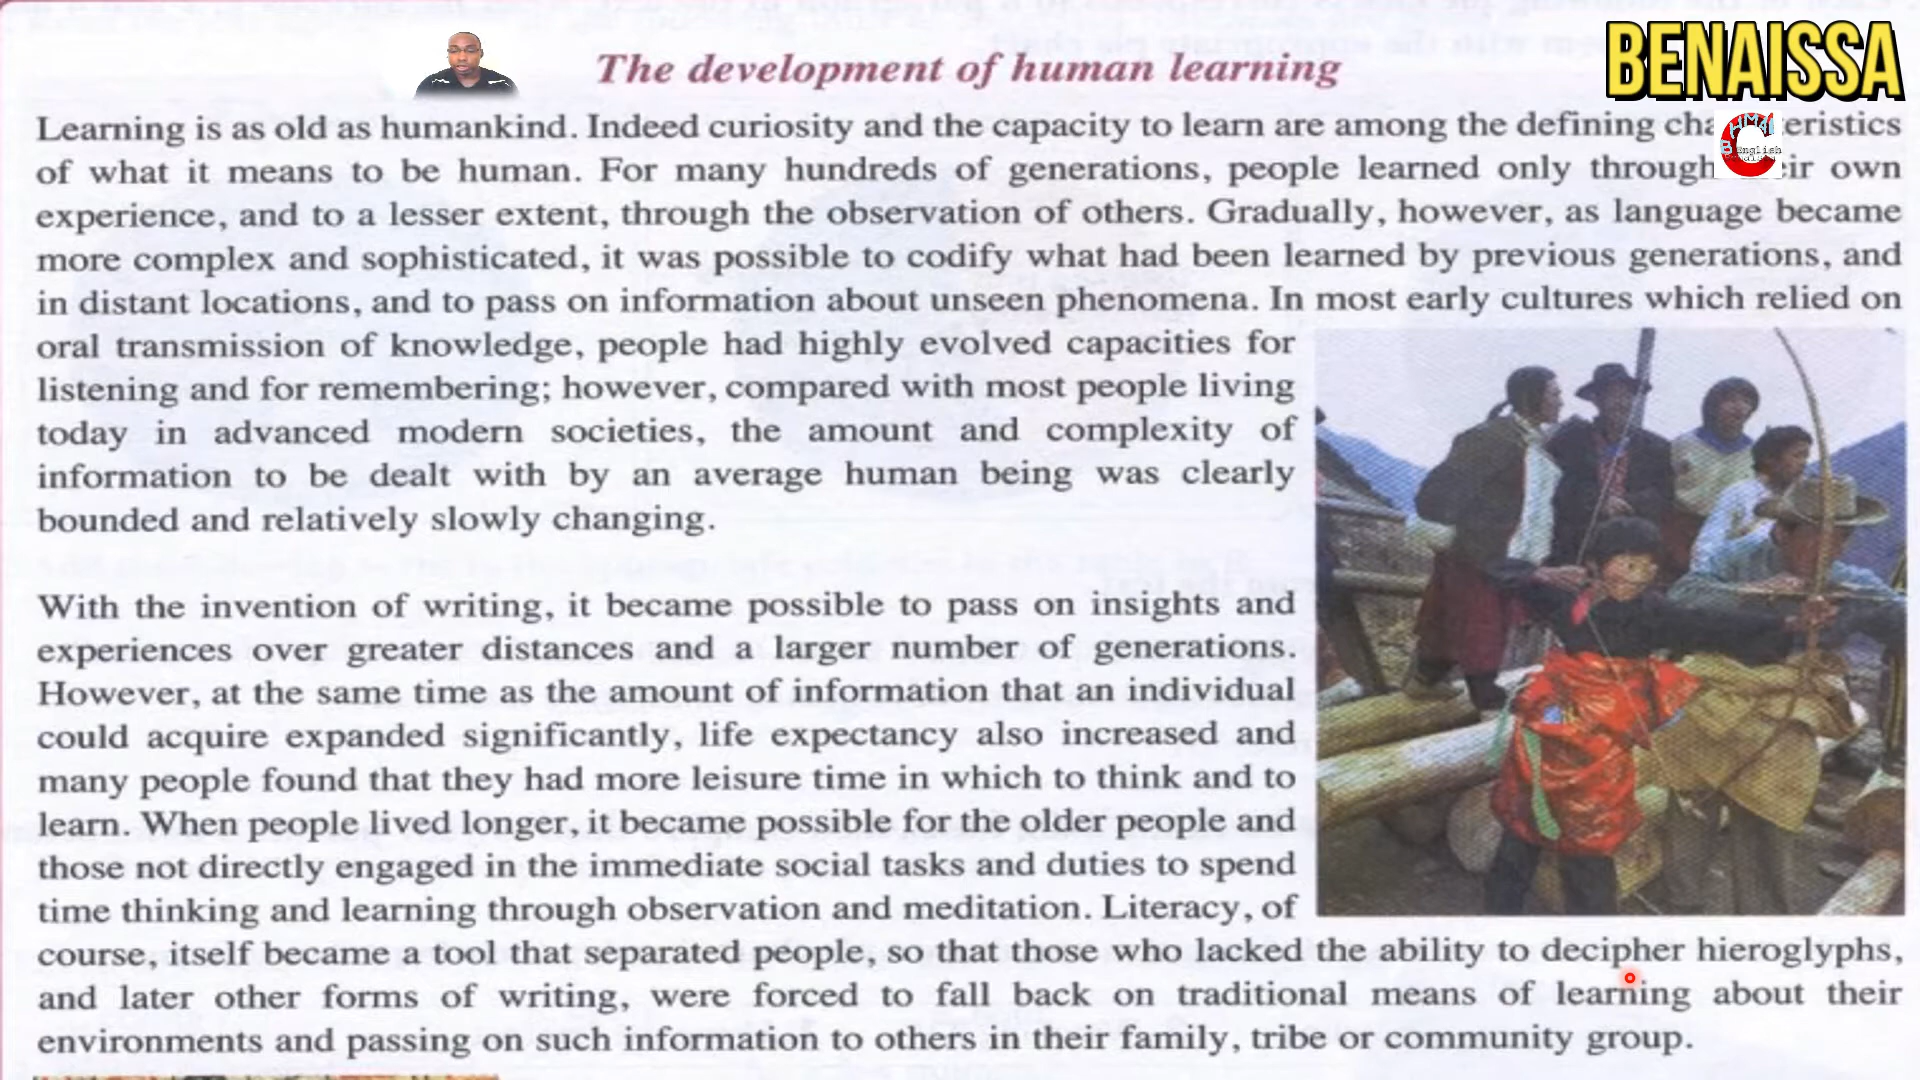 The development of human learning
BENAISSA
Learning is as old as humankind. Indeed curiosity and the capacity to learn are among the defining cha eristics
of what it means to be human. For many hundreds of generations, people learned only through eir own
English
experience, and to a lesser extent, through the observation of others. Gradually, however, as language became
more complex and sophisticated, it was possible to codify what had been learned by previous generations, and
in distant locations, and to pass on information about unseen phenomena. In most early cultures which relied on
oral transmission of knowledge, people had highly evolved capacities for
listening and for remembering; however, compared with most people living
today in advanced modern societies, the amount and complexity of
information to be dealt with by an average human being was clearly
bounded and relatively slowly changing.
With the invention of writing, it became possible to pass on insights and
experiences over greater distances and a larger number of generations.
However, at the same time as the amount of information that an individual
could acquire expanded significantly, life expectancy also increased and
many people found that they had more leisure time in which to think and to
learn. When people lived longer, it became possible for the older people and
those not directly engaged in the immediate social tasks and duties to spend
time thinking and learning through observation and meditation. Literacy, of
course, itself became a tool that separated people, so that those who lacked the ability to decipher hieroglyphs,
and later other forms of writing, were forced to fall back on traditional means of learning about their
environments and passing on such information to others in their family, tribe or community group.